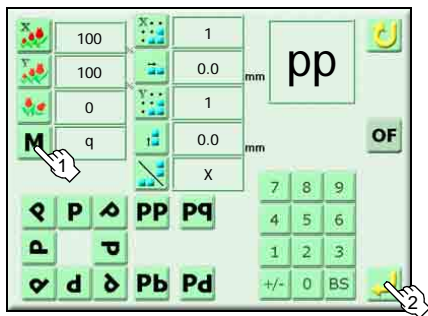 X 100 % X 1
Y 100 % 0.0 mm pp
0 Y 1
M q 0.0 mm OF
1 X
7 8 9
P P P PP Pq
4 5 6
P P
1 2 3
d d d Pb Pd
+/- 0 BS
2